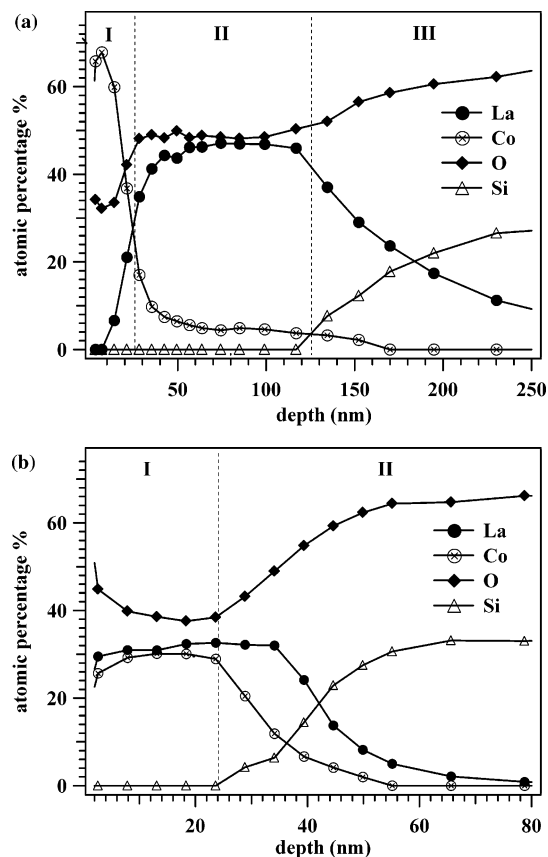 (a)
I II III
60
40
20
0
atomic percentage %
La
Co
O
Si
50 100 150 200 250
depth (nm)
(b)
I II
60
40
20
0
atomic percentage %
La
Co
O
Si
20 40 60 80
depth (nm)